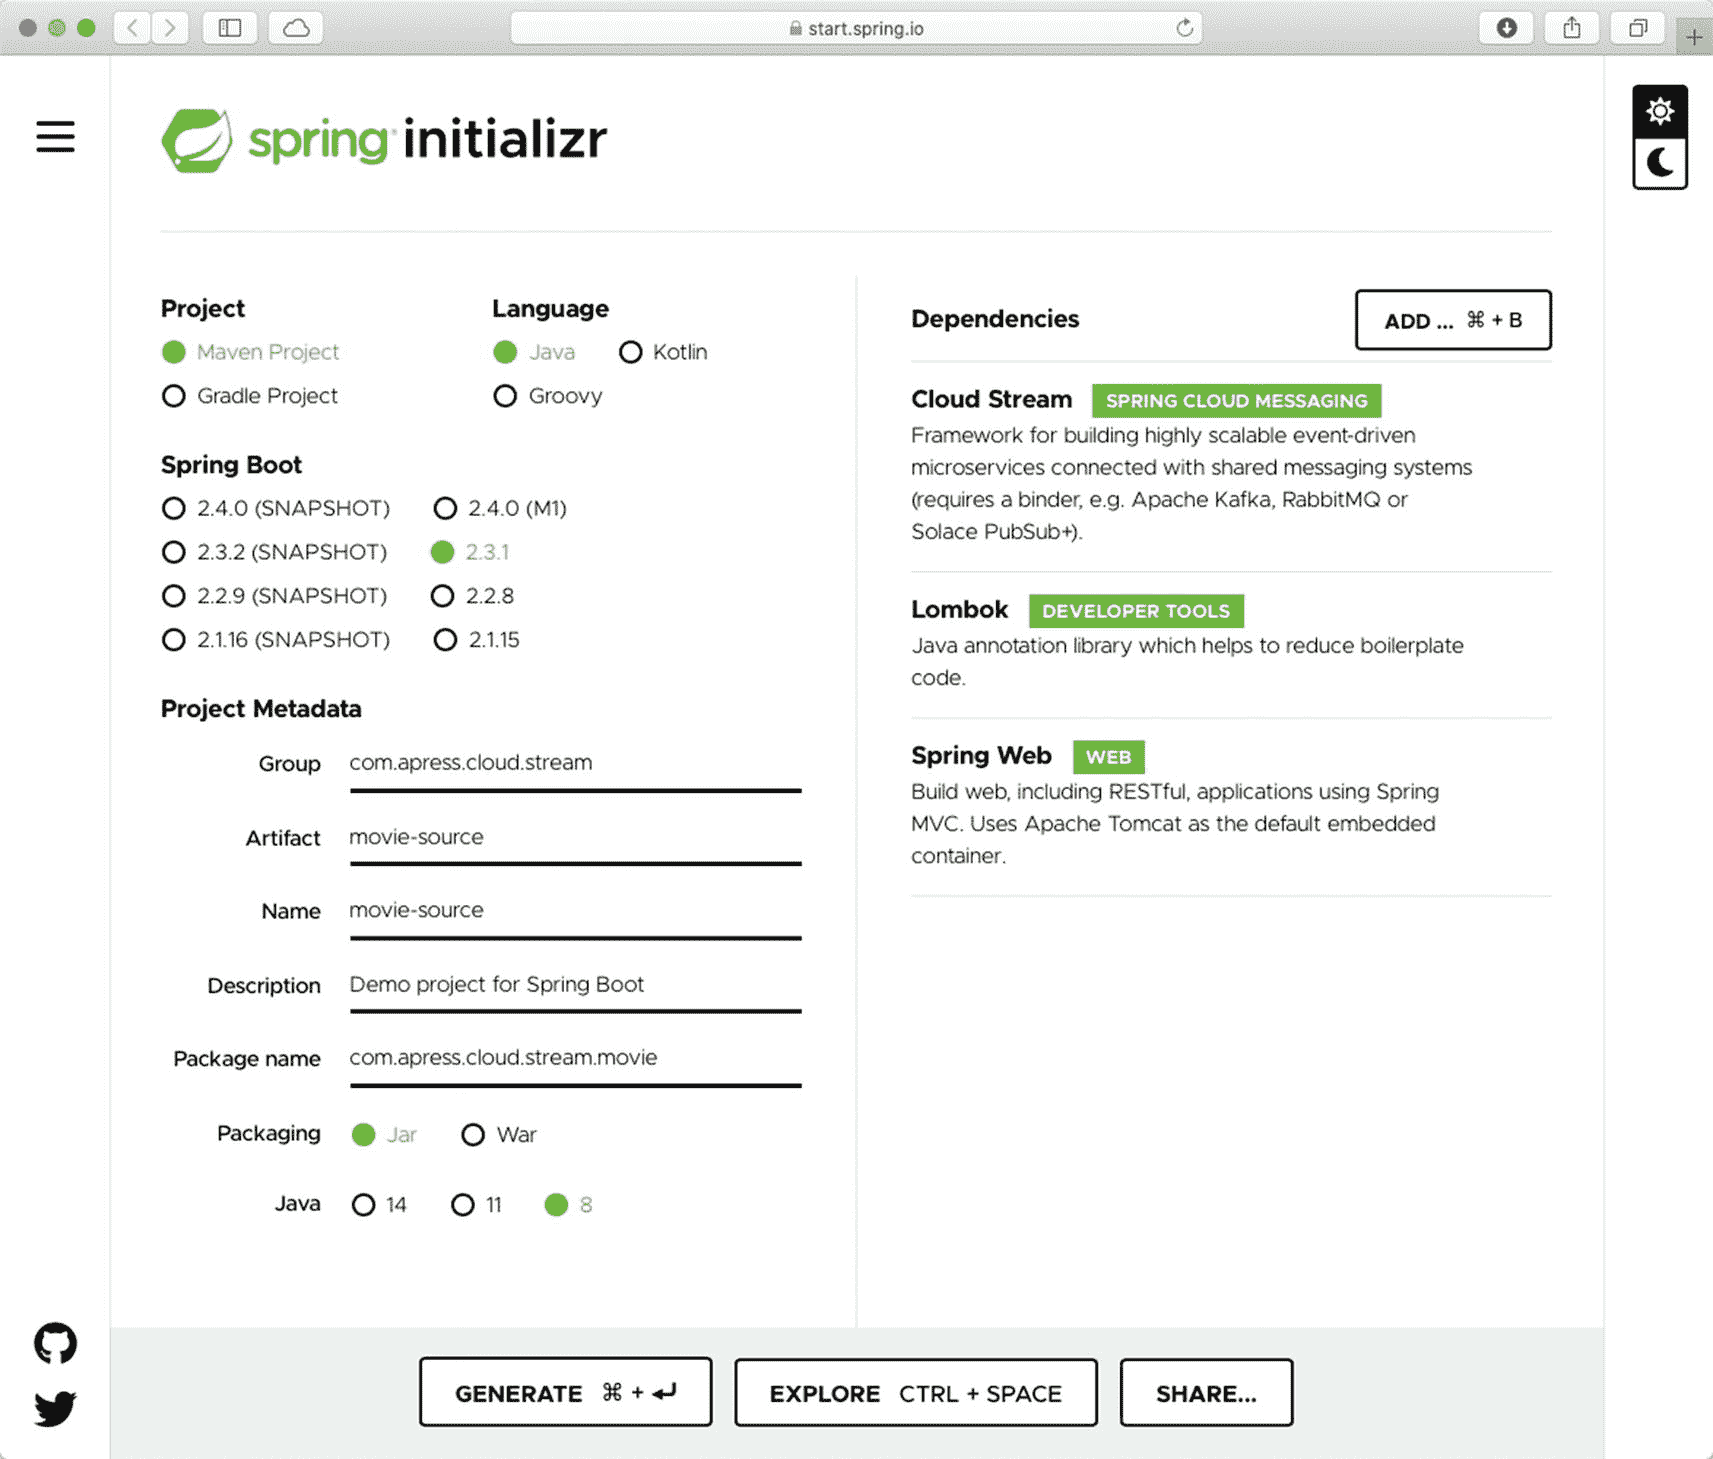 start.spring.io
spring initializr
Project
Maven Project
Gradle Project
Language
Java Kotlin
Groovy
Spring Boot
2.4.0 (SNAPSHOT) 2.4.0 (M1)
2.3.2 (SNAPSHOT) 2.3.1
2.2.9 (SNAPSHOT) 2.2.8
2.1.16 (SNAPSHOT) 2.1.15
Project Metadata
Group com.apress.cloud.stream
Artifact movie-source
Name movie-source
Description Demo project for Spring Boot
Package name com.apress.cloud.stream.movie
Packaging Jar War
Java 14 11 8
Dependencies
ADD ... ⌘ + B
Cloud Stream SPRING CLOUD MESSAGING
Framework for building highly scalable event-driven
microservices connected with shared messaging systems
(requires a binder, e.g. Apache Kafka, RabbitMQ or
Solace PubSub+).
Lombok DEVELOPER TOOLS
Java annotation library which helps to reduce boilerplate
code.
Spring Web WEB
Build web, including RESTful, applications using Spring
MVC. Uses Apache Tomcat as the default embedded
container.
GENERATE ⌘ + ↵
EXPLORE CTRL + SPACE
SHARE...